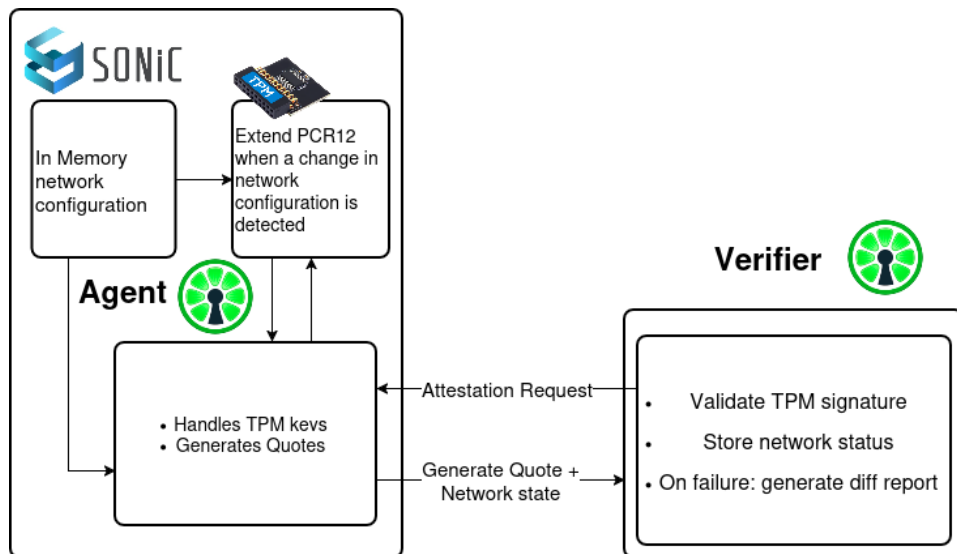 SONiC
TPM
In Memory
network
configuration
Extend PCR12
when a change in
network
configuration is
detected
Agent
Handles TPM kevs
Generates Quotes
Verifier
Attestation Request
Generate Quote +
Network state
Validate TPM signature
Store network status
On failure: generate diff report